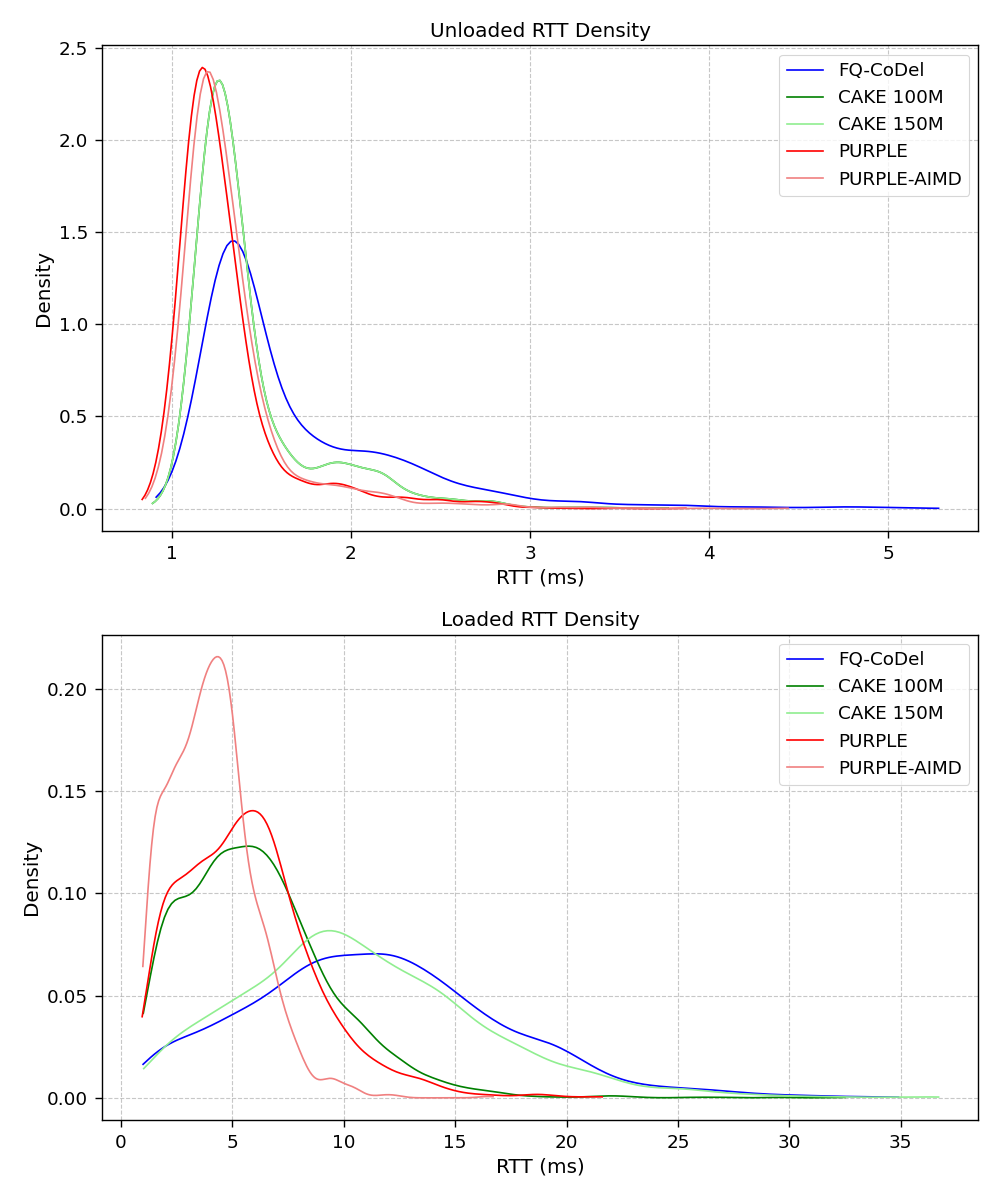 Unloaded RTT Density
2.5
2.0
1.5
1.0
0.5
0.0
Density
FQ-CoDel
CAKE 100M
CAKE 150M
PURPLE
PURPLE-AIMD
1 2 3 4 5
RTT (ms)
Loaded RTT Density
0.20
0.15
0.10
0.05
0.00
Density
FQ-CoDel
CAKE 100M
CAKE 150M
PURPLE
PURPLE-AIMD
0 5 10 15 20 25 30 35
RTT (ms)